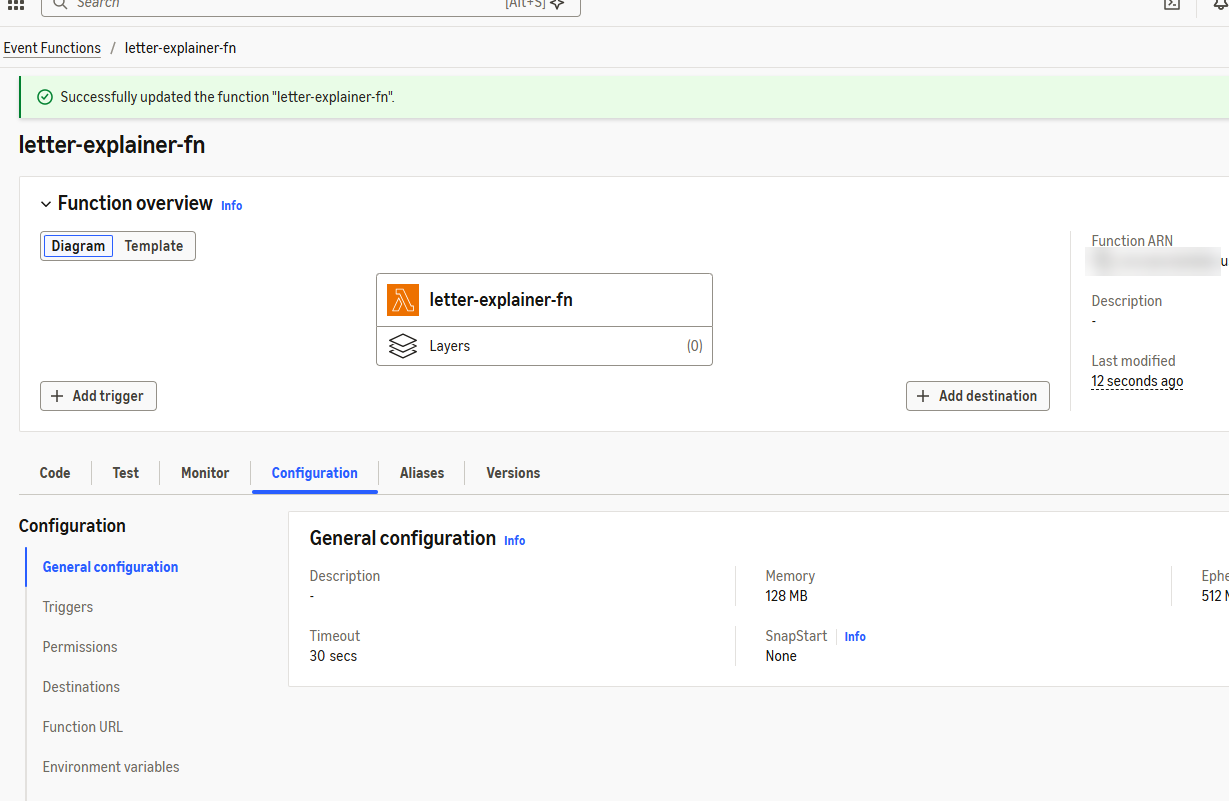 Search [Alt+S]
Event Functions / letter-explainer-fn
Successfully updated the function "letter-explainer-fn".
letter-explainer-fn
Function overview Info
Diagram Template
letter-explainer-fn
Layers (0)
Add trigger
Add destination
Function ARN
Description
-
Last modified
12 seconds ago
Code Test Monitor Configuration Aliases Versions
Configuration
General configuration
Triggers
Permissions
Destinations
Function URL
Environment variables
General configuration Info
Description
-
Memory
128 MB
512
Timeout
30 secs
SnapStart Info
None